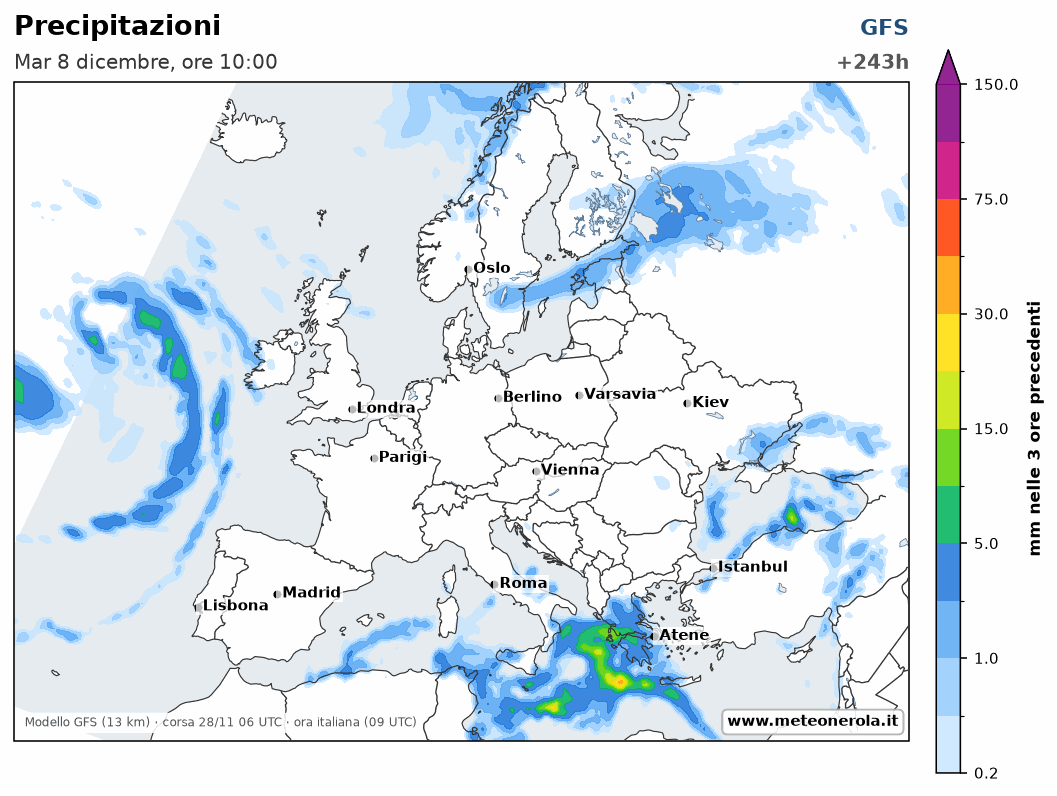 Precipitazioni
GFS
Mar 8 dicembre, ore 10:00
+243h
150.0
75.0
30.0
15.0
5.0
1.0
0.2
mm nelle 3 ore precedenti
Oslo
Berlino
Varsavia
Kiev
Londra
Parigi
Vienna
Istanbul
Roma
Madrid
Lisbona
Atene
Modello GFS (13 km) · corsa 28/11 06 UTC · ora italiana (09 UTC)
www.meteonerola.it